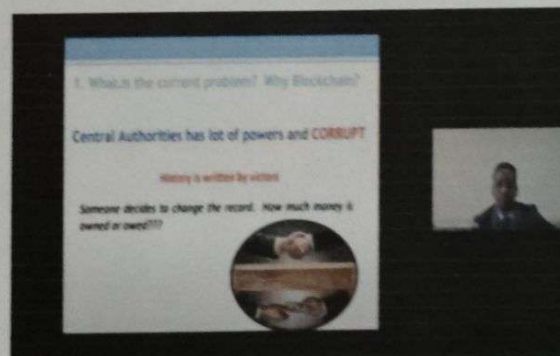 1. What is the current problem? Why Blockchain?
Central Authorities has lot of powers and CORRUPT
History is written by victors
Someone decides to change the record. How much money is
owned or owed???